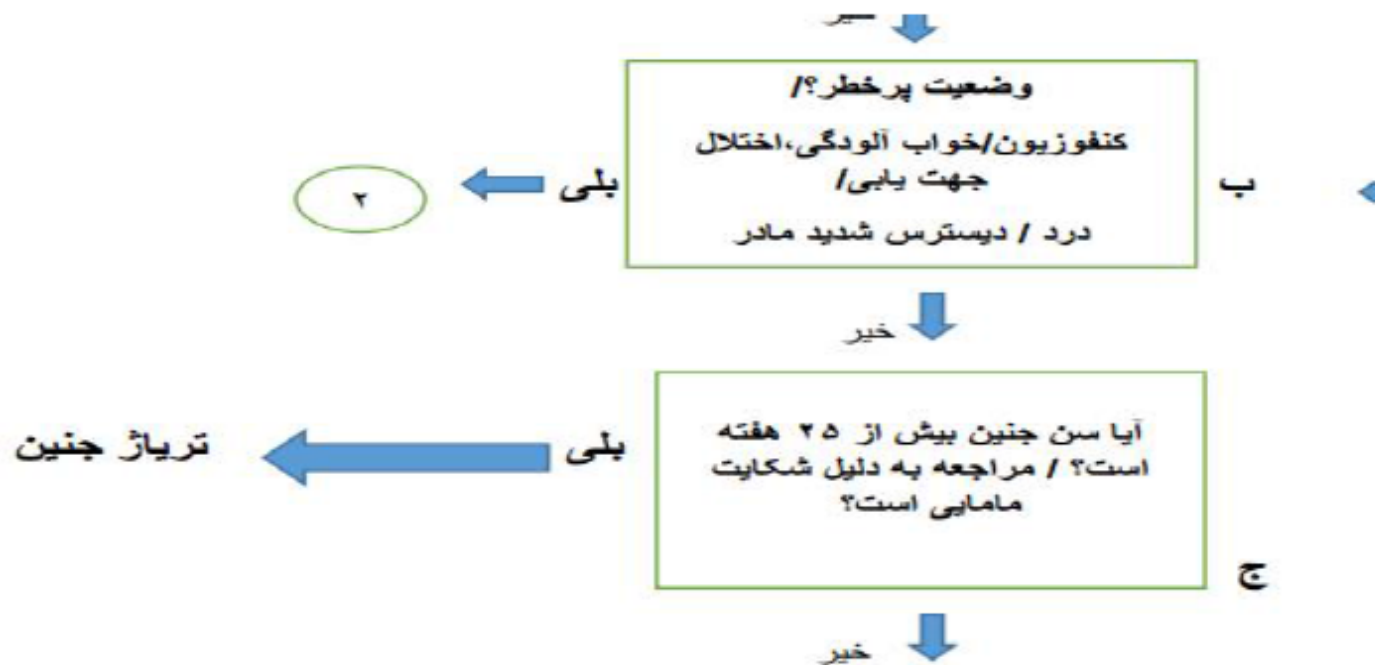 خیر
وضعیت پرخطر؟/
کنفوزیون/خواب آلودگی،اختلال
جهت یابی/
درد / دیسترس شدید مادر
ب
بلی
۲
خیر
آیا سن جنین بیش از ۲۵ هفته
است؟ / مراجعه به دلیل شکایت
مامایی است؟
ج
بلی
تریاژ جنین
خیر